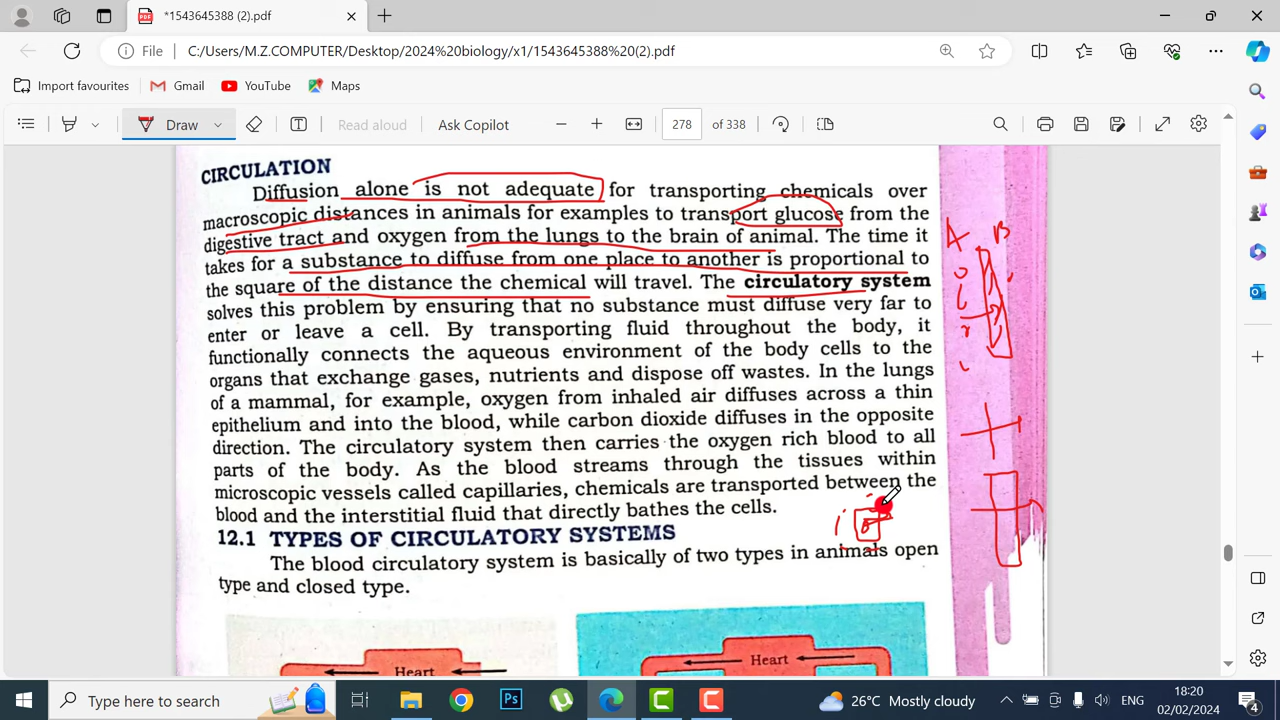 *1543645388 (2).pdf
File
C:/Users/M.Z.COMPUTER/Desktop/2024%20biology/x1/1543645388%20(2).pdf
Import favourites
Gmail
YouTube
Maps
Draw
Read aloud
Ask Copilot
278
of 338
CIRCULATION
Diffusion alone is not adequate for transporting chemicals over
macroscopic distances in animals for examples to transport glucose from the
digestive tract and oxygen from the lungs to the brain of animal. The time it
takes for a substance to diffuse from one place to another is proportional to
the square of the distance the chemical will travel. The circulatory system
solves this problem by ensuring that no substance must diffuse very far to
enter or leave a cell. By transporting fluid throughout the body, it
functionally connects the aqueous environment of the body cells to the
organs that exchange gases, nutrients and dispose off wastes. In the lungs
of a mammal, for example, oxygen from inhaled air diffuses across a thin
epithelium and into the blood, while carbon dioxide diffuses in the opposite
direction. The circulatory system then carries the oxygen rich blood to all
parts of the body. As the blood streams through the tissues within
microscopic vessels called capillaries, chemicals are transported between the
blood and the interstitial fluid that directly bathes the cells.
12.1 TYPES OF CIRCULATORY SYSTEMS
The blood circulatory system is basically of two types in animals open
type and closed type.
Heart
Heart
A
B
Type here to search
Ps
26°C Mostly cloudy
ENG
18:20
02/02/2024
4